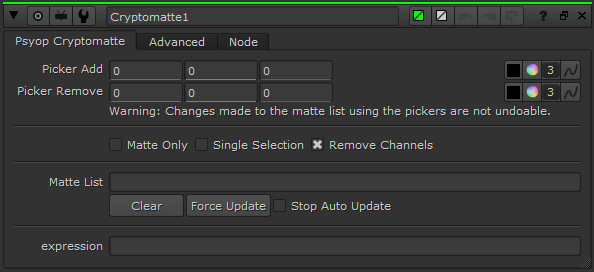 Cryptomatte1 ?
Psyop Cryptomatte Advanced Node
Picker Add 0 0 0 3
Picker Remove 0 0 0 3
Warning: Changes made to the matte list using the pickers are not undoable.
Matte Only Single Selection Remove Channels
Matte List
Clear Force Update Stop Auto Update
expression